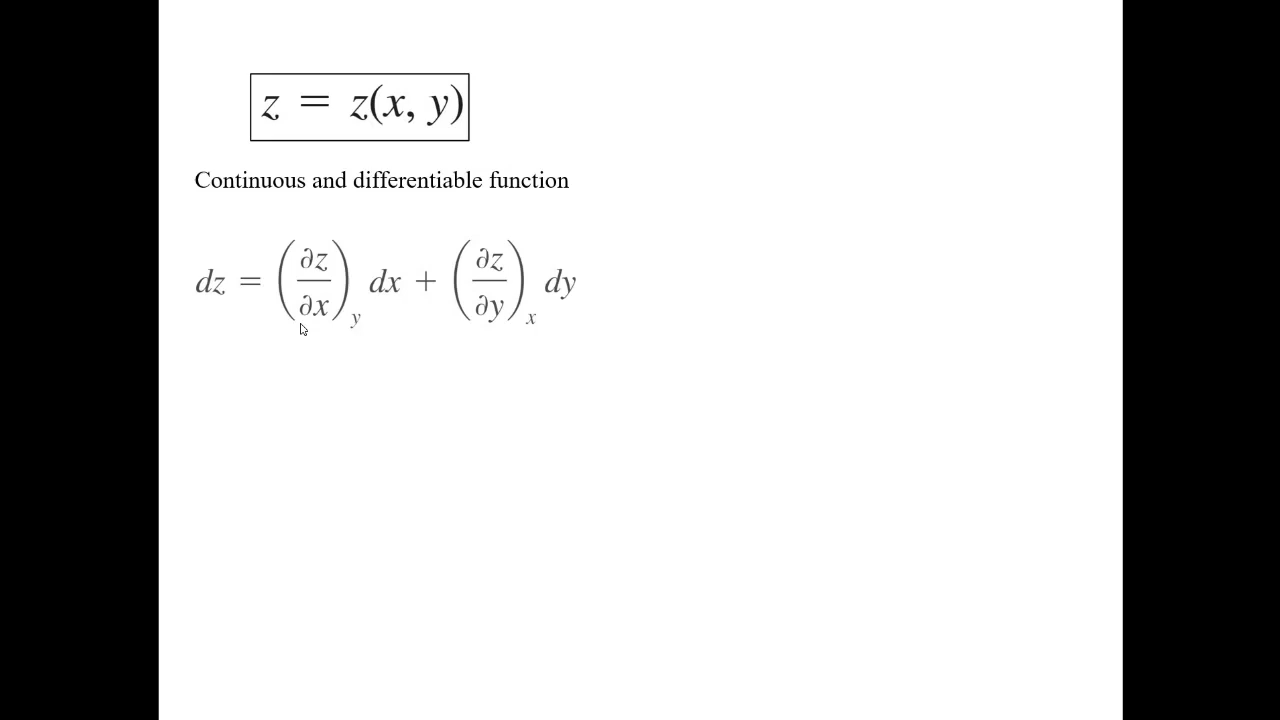 z = z(x, y)
Continuous and differentiable function
dz = (∂z/∂x)_y dx + (∂z/∂y)_x dy